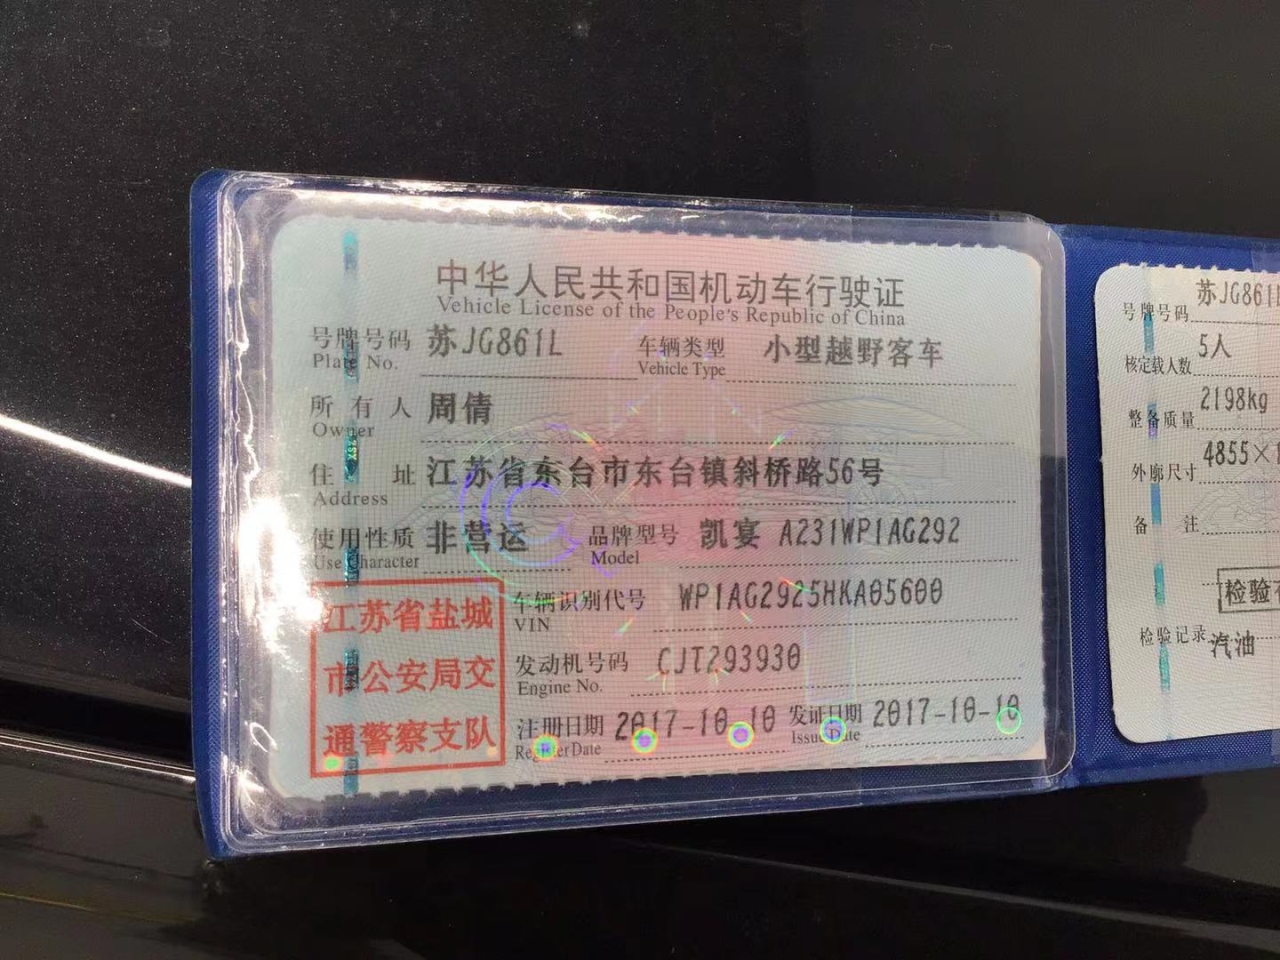 中华人民共和国机动车行驶证
Vehicle License of the People's Republic of China
号牌号码 苏JG861L 车辆类型 小型越野客车
Plate No. Vehicle Type
所有人 周倩
Owner
住址 江苏省东台市东台镇斜桥路56号
Address
使用性质 非营运 品牌型号 凯宴 A231WP1AG292
Use Character Model
江苏省盐城
市公安局交
通警察支队
车辆识别代号 WP1AG2925HKA05600
VIN
发动机号码 CJT293930
Engine No.
注册日期 2017-10-10 发证日期 2017-10-10
Register Date Issue Date
号牌号码 苏JG861
核定载人数 5人
整备质量 2198kg
外廓尺寸 4855×
备注
检验
检验记录 汽油